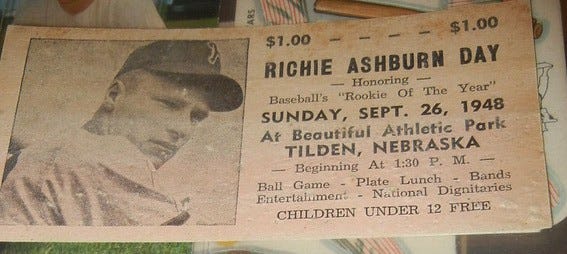 $1.00 - - - - $1.00
RICHIE ASHBURN DAY
— Honoring —
Baseball's "Rookie Of The Year"
SUNDAY, SEPT. 26, 1948
At Beautiful Athletic Park
TILDEN, NEBRASKA
— Beginning At 1:30 P. M. —
Ball Game - Plate Lunch - Bands
Entertainment - National Dignitaries
CHILDREN UNDER 12 FREE